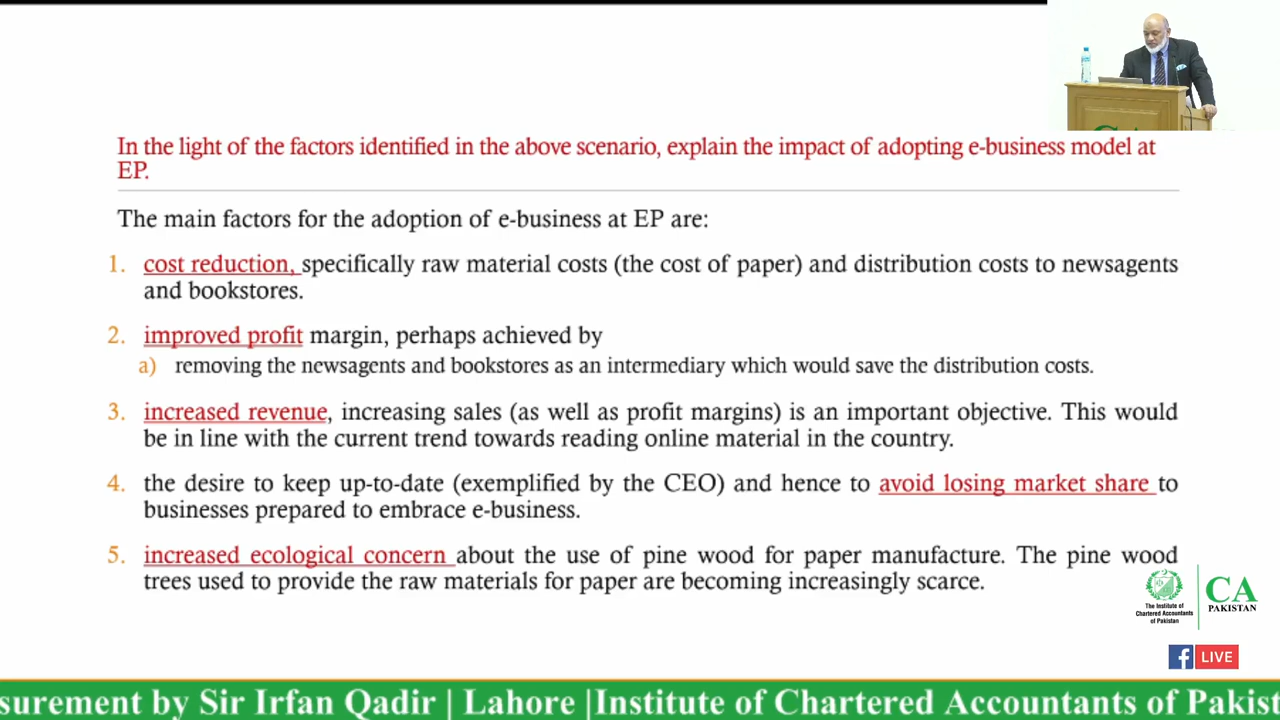 In the light of the factors identified in the above scenario, explain the impact of adopting e-business model at
EP.
The main factors for the adoption of e-business at EP are:
1. cost reduction, specifically raw material costs (the cost of paper) and distribution costs to newsagents
and bookstores.
2. improved profit margin, perhaps achieved by
a) removing the newsagents and bookstores as an intermediary which would save the distribution costs.
3. increased revenue, increasing sales (as well as profit margins) is an important objective. This would
be in line with the current trend towards reading online material in the country.
4. the desire to keep up-to-date (exemplified by the CEO) and hence to avoid losing market share to
businesses prepared to embrace e-business.
5. increased ecological concern about the use of pine wood for paper manufacture. The pine wood
trees used to provide the raw materials for paper are becoming increasingly scarce.
The Institute of
Chartered Accountants
of Pakistan
CA
PAKISTAN
f LIVE
surement by Sir Irfan Qadir | Lahore |Institute of Chartered Accountants of Pakist